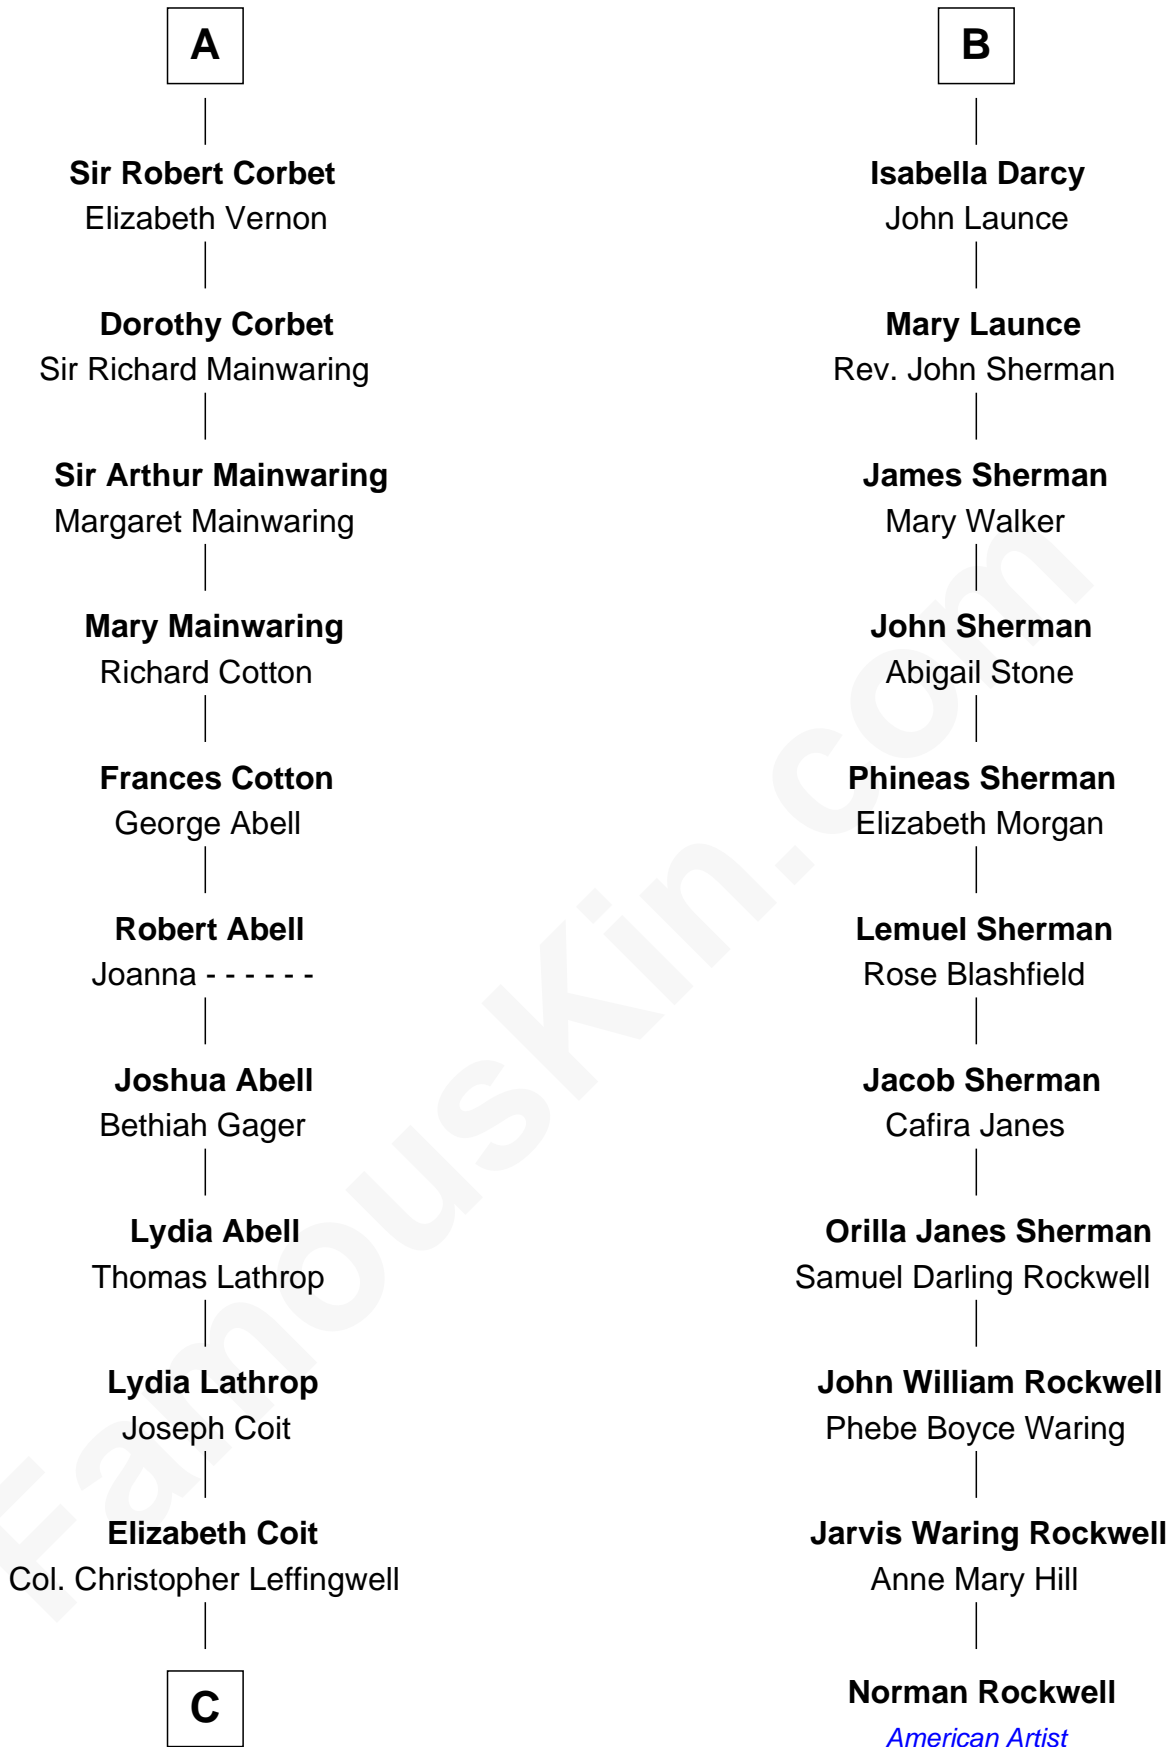 A
Sir Robert Corbet
Elizabeth Vernon
Dorothy Corbet
Sir Richard Mainwaring
Sir Arthur Mainwaring
Margaret Mainwaring
Mary Mainwaring
Richard Cotton
Frances Cotton
George Abell
Robert Abell
Joanna - - - - - -
Joshua Abell
Bethiah Gager
Lydia Abell
Thomas Lathrop
Lydia Lathrop
Joseph Coit
Elizabeth Coit
Col. Christopher Leffingwell
C
B
Isabella Darcy
John Launce
Mary Launce
Rev. John Sherman
James Sherman
Mary Walker
John Sherman
Abigail Stone
Phineas Sherman
Elizabeth Morgan
Lemuel Sherman
Rose Blashfield
Jacob Sherman
Cafira Janes
Orilla Janes Sherman
Samuel Darling Rockwell
John William Rockwell
Phebe Boyce Waring
Jarvis Waring Rockwell
Anne Mary Hill
Norman Rockwell
American Artist
FamousKin.com